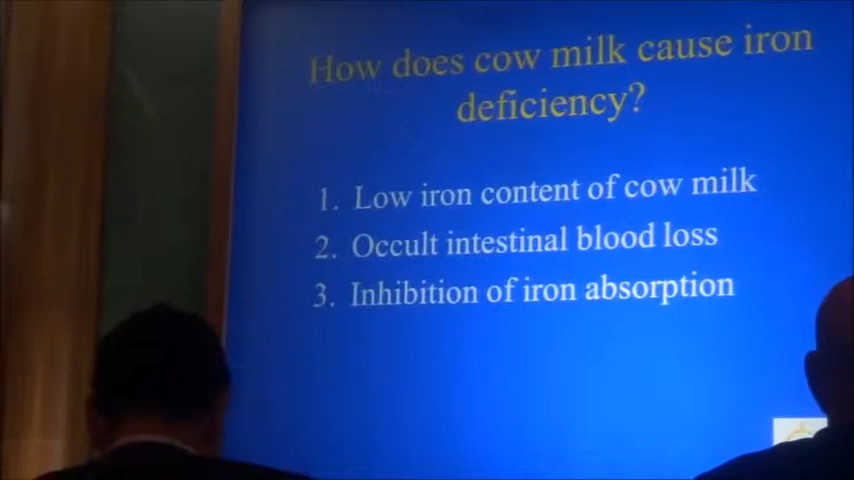 How does cow milk cause iron
deficiency?
1. Low iron content of cow milk
2. Occult intestinal blood loss
3. Inhibition of iron absorption